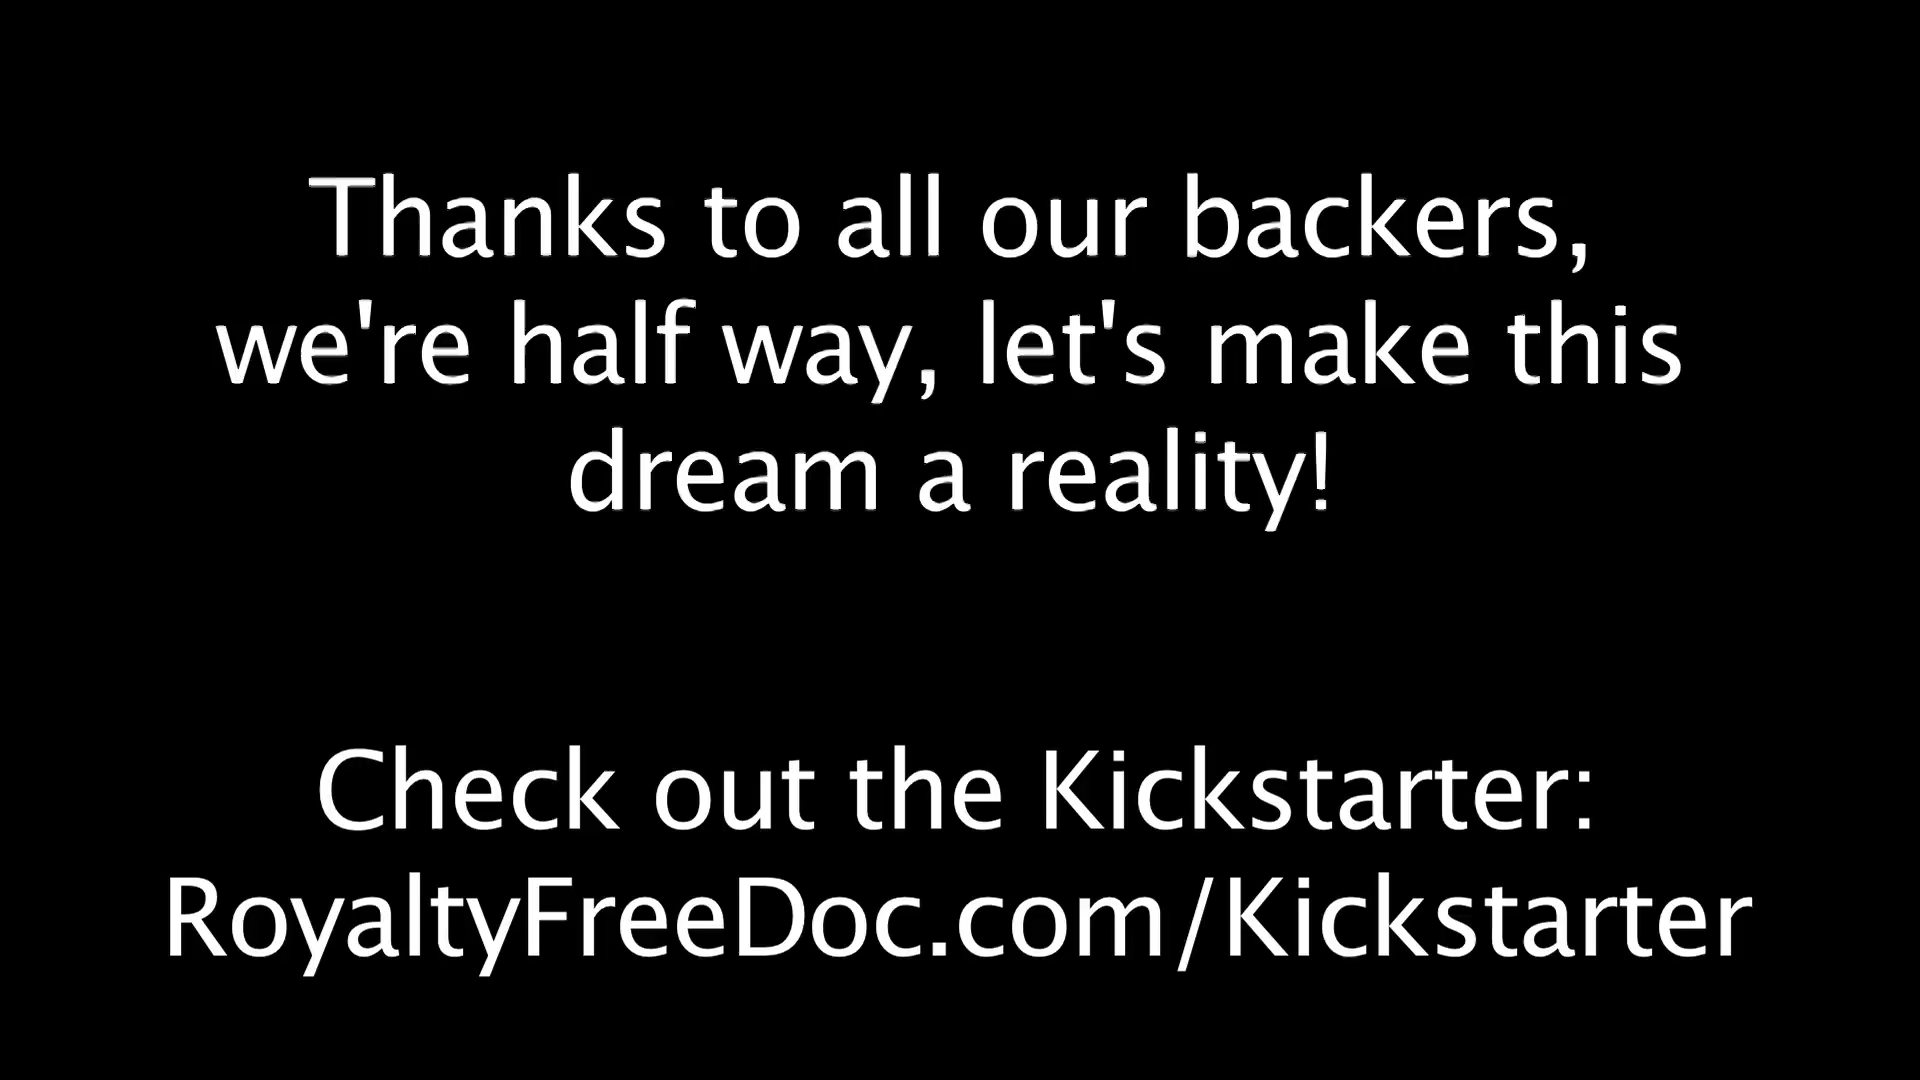 Thanks to all our backers,
we're half way, let's make this
dream a reality!
Check out the Kickstarter:
RoyaltyFreeDoc.com/Kickstarter